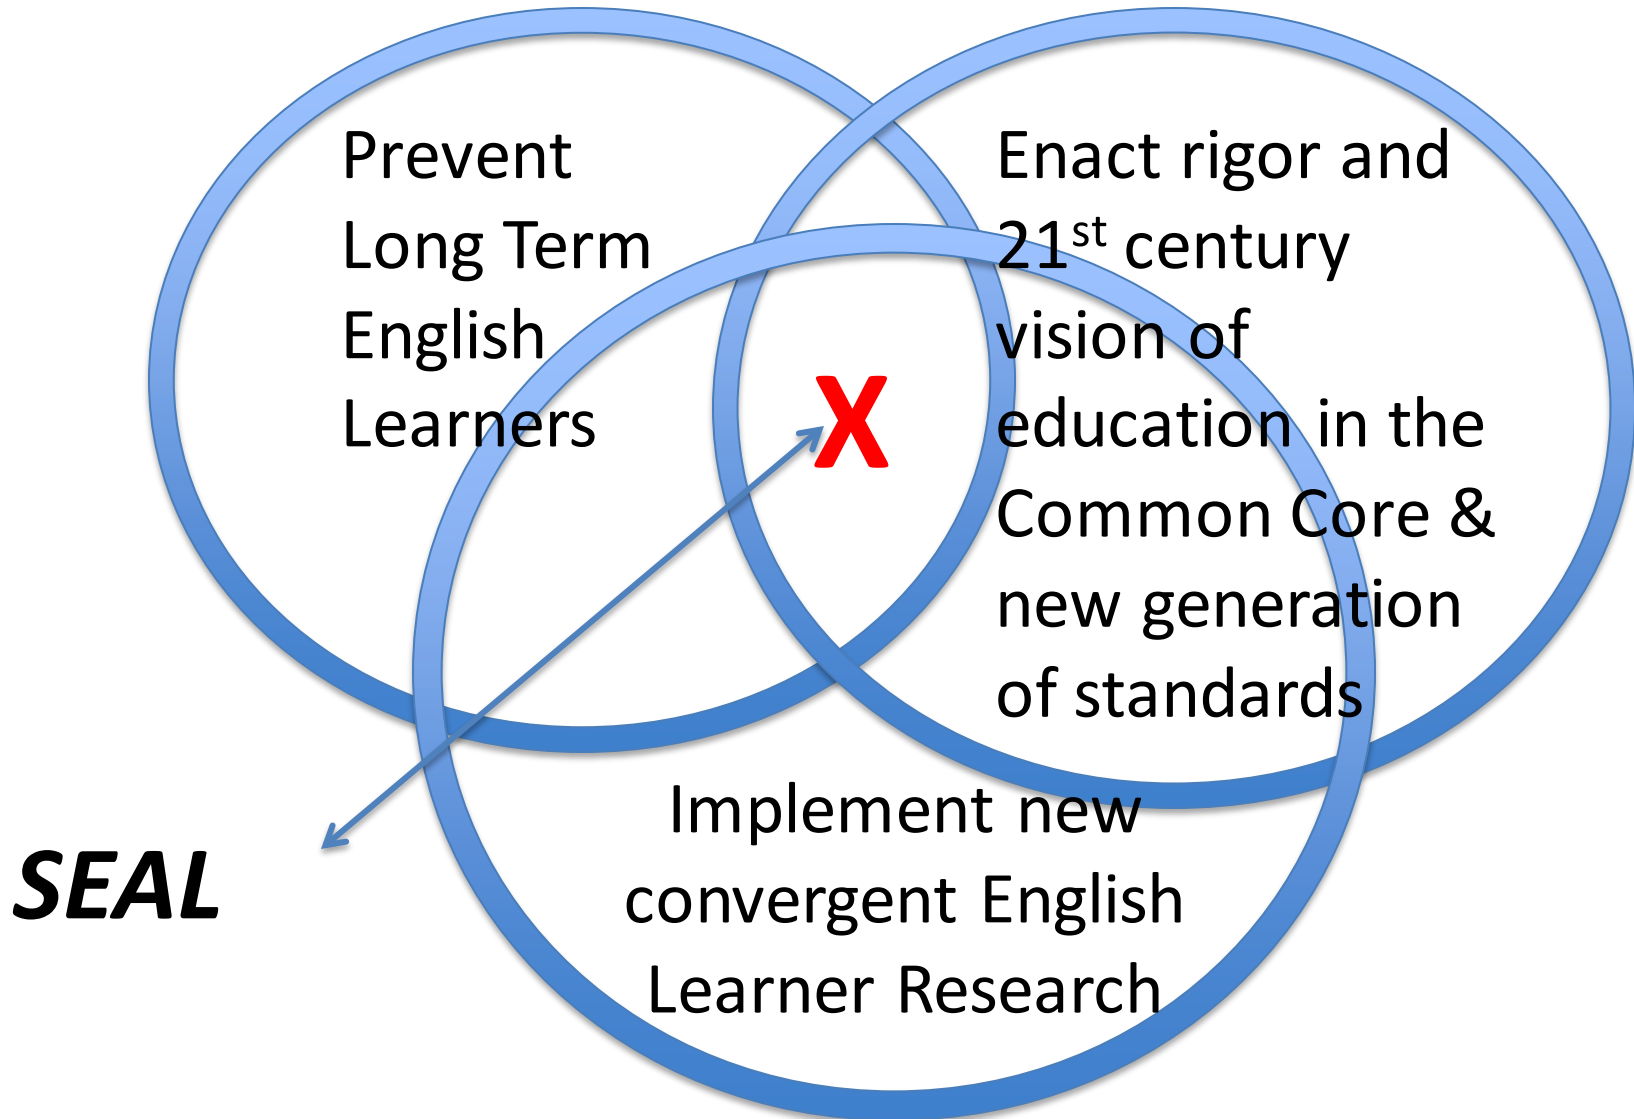 Prevent
Long Term
English
Learners
Enact rigor and
21st century
vision of
education in the
Common Core &
new generation
of standards
X
Implement new
convergent English
Learner Research
SEAL